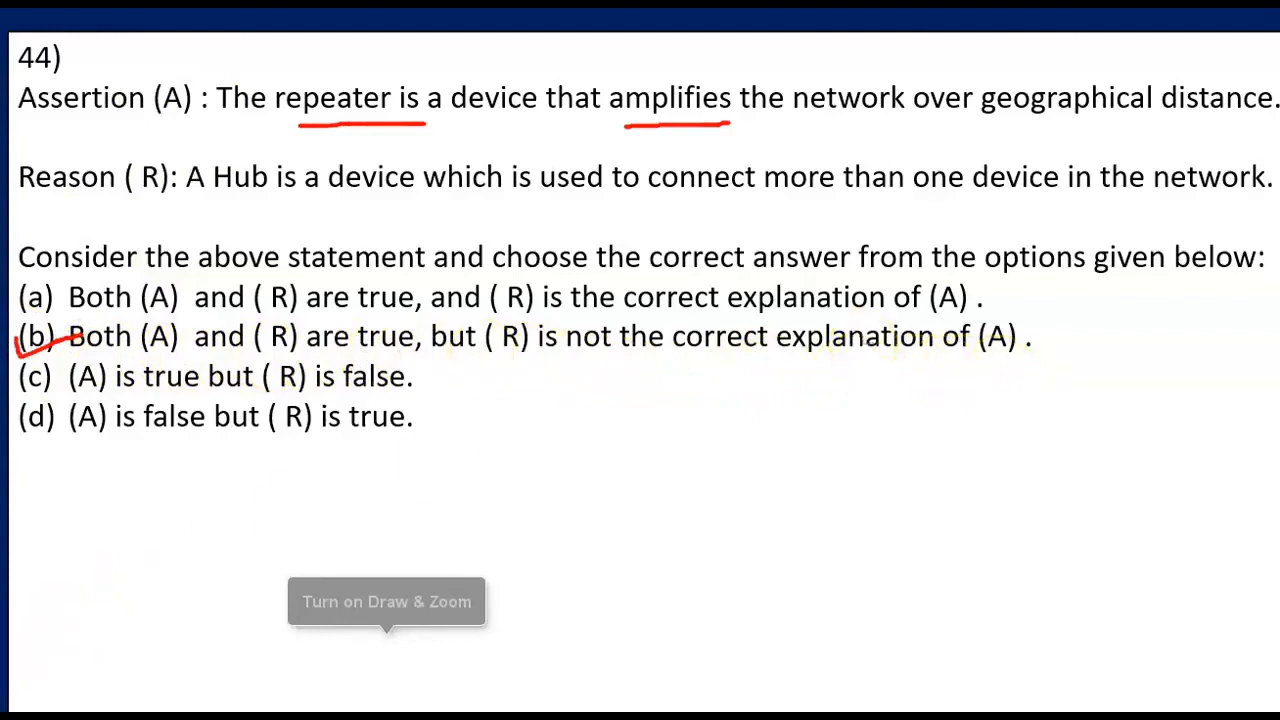 44)
Assertion (A) : The repeater is a device that amplifies the network over geographical distance.
Reason ( R): A Hub is a device which is used to connect more than one device in the network.
Consider the above statement and choose the correct answer from the options given below:
(a) Both (A) and ( R) are true, and ( R) is the correct explanation of (A) .
(b) Both (A) and ( R) are true, but ( R) is not the correct explanation of (A) .
(c) (A) is true but ( R) is false.
(d) (A) is false but ( R) is true.
Turn on Draw & Zoom